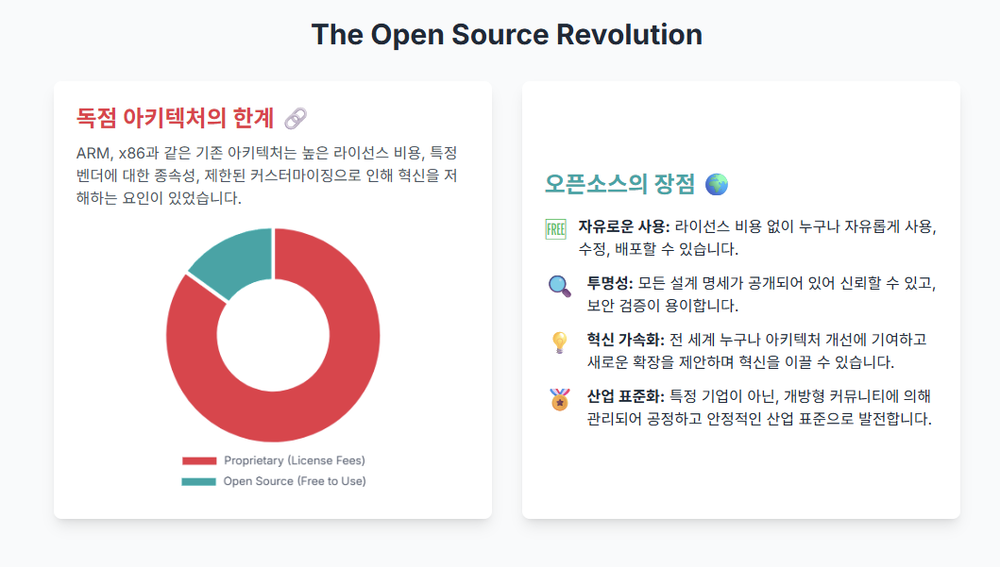 The Open Source Revolution
독점 아키텍처의 한계
ARM, x86과 같은 기존 아키텍처는 높은 라이선스 비용, 특정
벤더에 대한 종속성, 제한된 커스터마이징으로 인해 혁신을 저
해하는 요인이 있었습니다.
Proprietary (License Fees)
Open Source (Free to Use)
오픈소스의 장점
FREE
자유로운 사용: 라이선스 비용 없이 누구나 자유롭게 사용,
수정, 배포할 수 있습니다.
투명성: 모든 설계 명세가 공개되어 있어 신뢰할 수 있고,
보안 검증이 용이합니다.
혁신 가속화: 전 세계 누구나 아키텍처 개선에 기여하고
새로운 확장을 제안하며 혁신을 이끌 수 있습니다.
산업 표준화: 특정 기업이 아닌, 개방형 커뮤니티에 의해
관리되어 공정하고 안정적인 산업 표준으로 발전합니다.